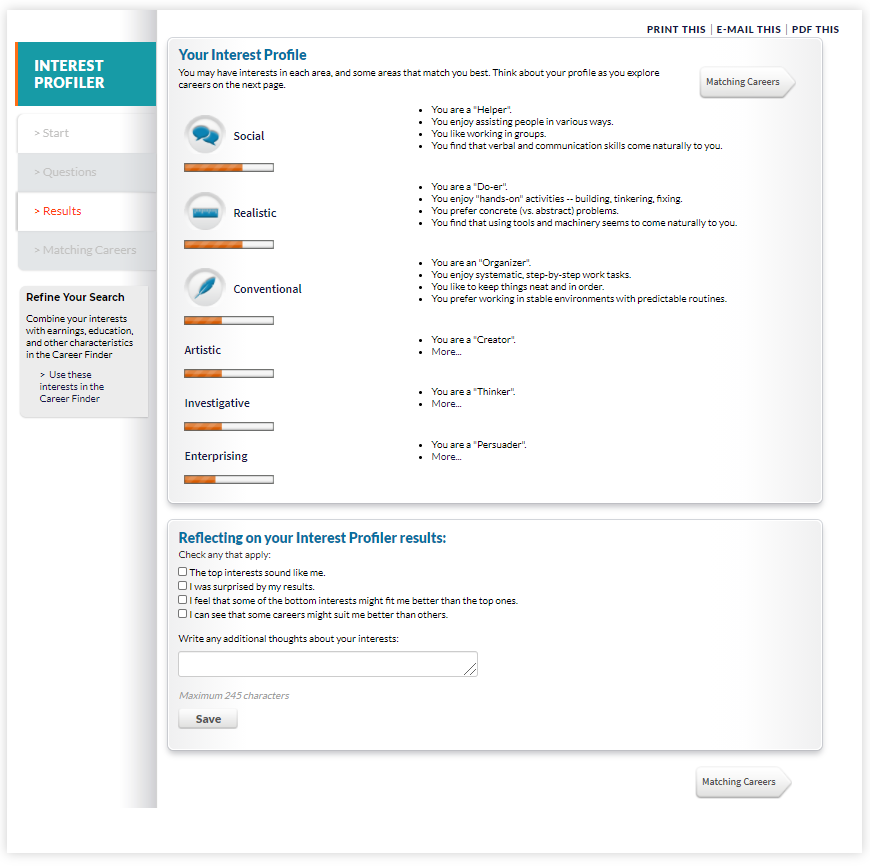 PRINT THIS | E-MAIL THIS | PDF THIS
INTEREST
PROFILER
> Start
> Questions
> Results
> Matching Careers
Refine Your Search
Combine your interests
with earnings, education,
and other characteristics
in the Career Finder
> Use these
interests in the
Career Finder
Your Interest Profile
You may have interests in each area, and some areas that match you best. Think about your profile as you explore
careers on the next page.
Matching Careers
Social
• You are a "Helper".
• You enjoy assisting people in various ways.
• You like working in groups.
• You find that verbal and communication skills come naturally to you.
Realistic
• You are a "Do-er".
• You enjoy "hands-on" activities -- building, tinkering, fixing.
• You prefer concrete (vs. abstract) problems.
• You find that using tools and machinery seems to come naturally to you.
Conventional
• You are an "Organizer".
• You enjoy systematic, step-by-step work tasks.
• You like to keep things neat and in order.
• You prefer working in stable environments with predictable routines.
Artistic
• You are a "Creator".
• More...
Investigative
• You are a "Thinker".
• More...
Enterprising
• You are a "Persuader".
• More...
Reflecting on your Interest Profiler results:
Check any that apply:
The top interests sound like me.
I was surprised by my results.
I feel that some of the bottom interests might fit me better than the top ones.
I can see that some careers might suit me better than others.
Write any additional thoughts about your interests:
Maximum 245 characters
Save
Matching Careers